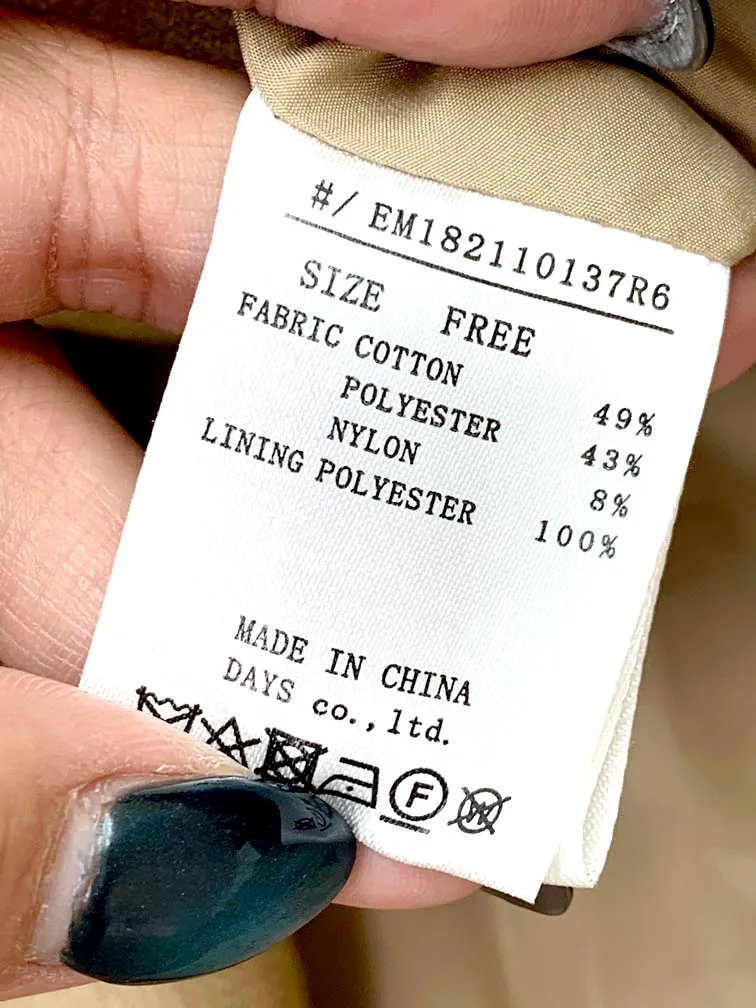 #/ EM182110137R6
SIZE FREE
FABRIC COTTON 49%
POLYESTER 43%
NYLON 8%
LINING POLYESTER 100%
MADE IN CHINA
DAYS co.,ltd.
F W